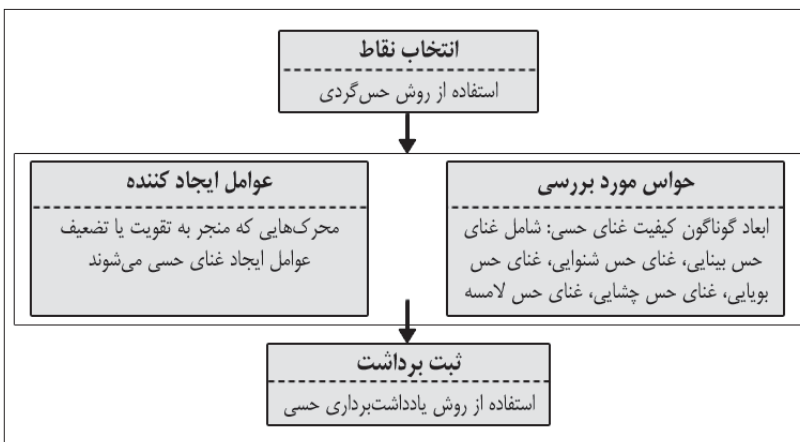 انتخاب نقاط
استفاده از روش حس‌گردی
حواس مورد بررسی
ابعاد گوناگون کیفیت غنای حسی: شامل غنای
حس بینایی، غنای حس شنوایی، غنای حس
بویایی، غنای حس چشایی، غنای حس لامسه
عوامل ایجاد کننده
محرک‌هایی که منجر به تقویت یا تضعیف
عوامل ایجاد غنای حسی می‌شوند
ثبت برداشت
استفاده از روش یادداشت‌برداری حسی